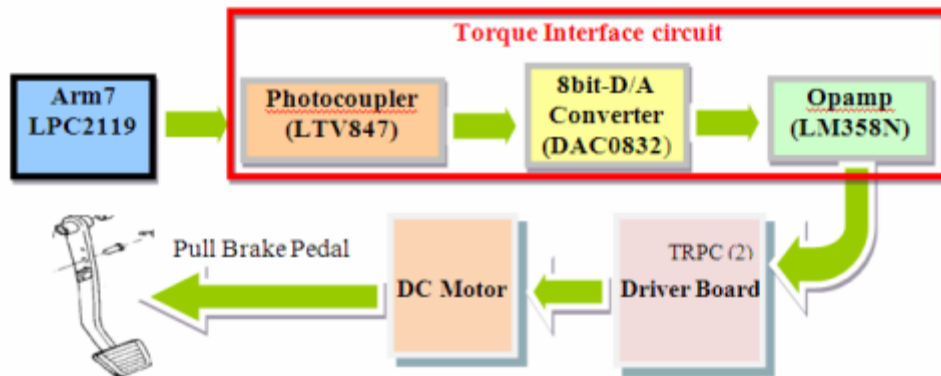 Torque Interface circuit
Arm7
LPC2119
Photocoupler
(LTV847)
8bit-D/A
Converter
(DAC0832)
Opamp
(LM358N)
Pull Brake Pedal
DC Motor
TRPC (2)
Driver Board